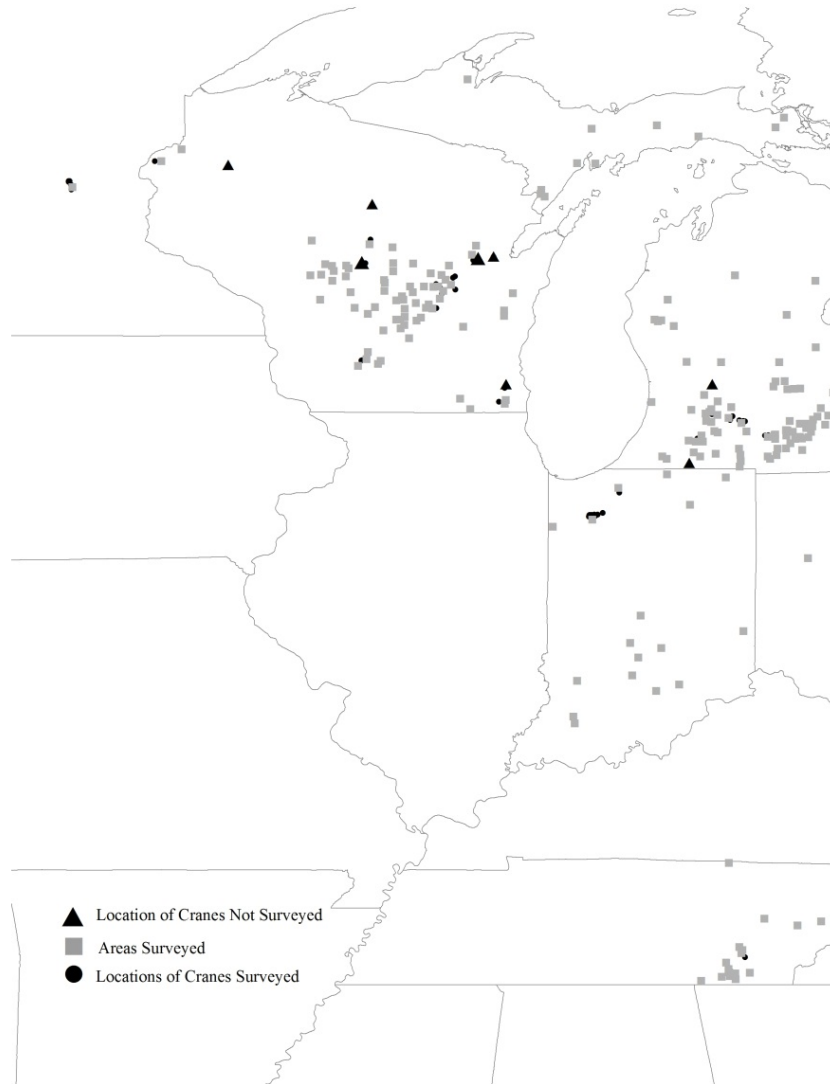 Location of Cranes Not Surveyed
Areas Surveyed
Locations of Cranes Surveyed